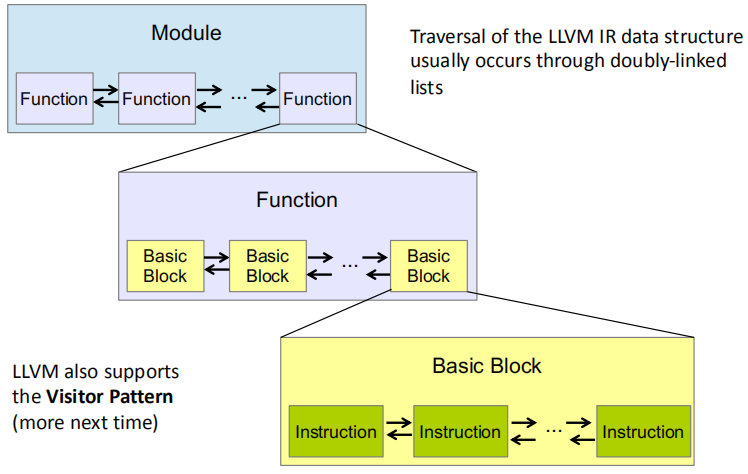 Module
Traversal of the LLVM IR data structure
usually occurs through doubly-linked
lists
Function
Function
...
Function
Function
Basic
Block
Basic
Block
...
Basic
Block
LLVM also supports
the Visitor Pattern
(more next time)
Basic Block
Instruction
Instruction
...
Instruction